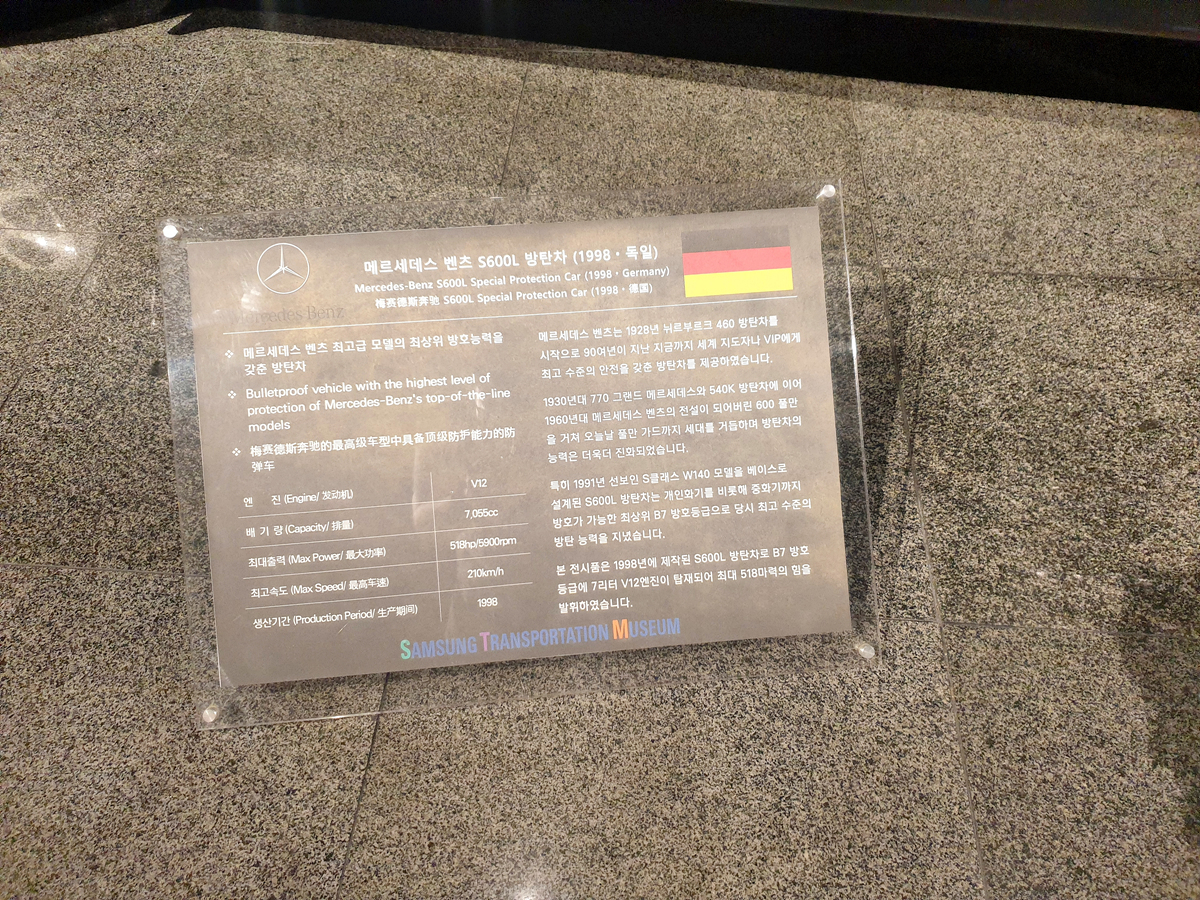 메르세데스 벤츠 S600L 방탄차 (1998 · 독일)
Mercedes-Benz S600L Special Protection Car (1998 · Germany)
梅赛德斯奔驰 S600L Special Protection Car (1998 · 德国)
Mercedes Benz
❖ 메르세데스 벤츠 최고급 모델의 최상위 방호능력을
갖춘 방탄차
❖ Bulletproof vehicle with the highest level of
protection of Mercedes-Benz's top-of-the-line
models
❖ 梅赛德斯奔驰的最高级车型中具备顶级防护能力的防
弹车
엔 진 (Engine/ 发动机) V12
배 기 량 (Capacity/ 排量) 7,055cc
최대출력 (Max Power/ 最大功率) 518hp/5900rpm
최고속도 (Max Speed/ 最高车速) 210km/h
생산기간 (Production Period/ 生产期间) 1998
메르세데스 벤츠는 1928년 뉘르부르크 460 방탄차를
시작으로 90여년이 지난 지금까지 세계 지도자나 VIP에게
최고 수준의 안전을 갖춘 방탄차를 제공하였습니다.
1930년대 770 그랜드 메르세데스와 540K 방탄차에 이어
1960년대 메르세데스 벤츠의 전설이 되어버린 600 풀만
을 거쳐 오늘날 풀만 가드까지 세대를 거듭하며 방탄차의
능력은 더욱더 진화되었습니다.
특히 1991년 선보인 S클래스 W140 모델을 베이스로
설계된 S600L 방탄차는 개인화기를 비롯해 중화기까지
방호가 가능한 최상위 B7 방호등급으로 당시 최고 수준의
방탄 능력을 지녔습니다.
본 전시품은 1998년에 제작된 S600L 방탄차로 B7 방호
등급에 7리터 V12엔진이 탑재되어 최대 518마력의 힘을
발휘하였습니다.
SAMSUNG TRANSPORTATION MUSEUM